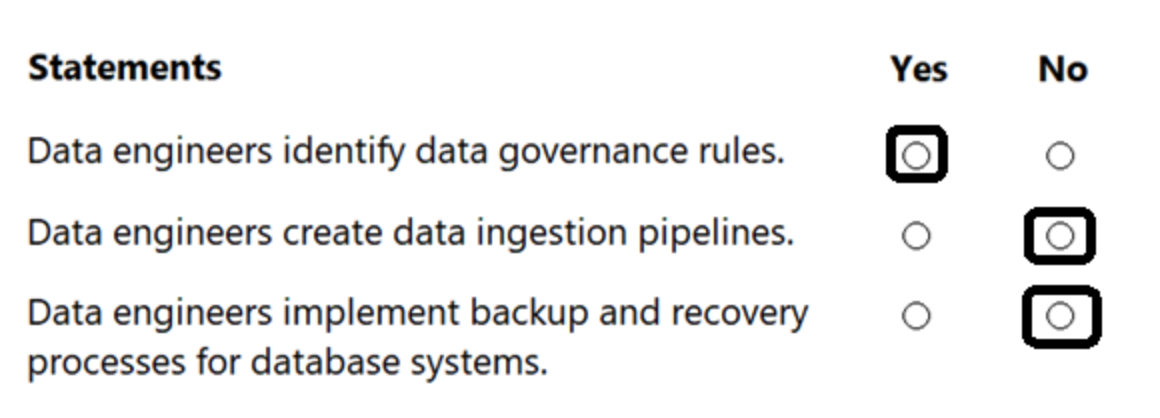 Statements Yes No
Data engineers identify data governance rules.
Data engineers create data ingestion pipelines.
Data engineers implement backup and recovery
processes for database systems.